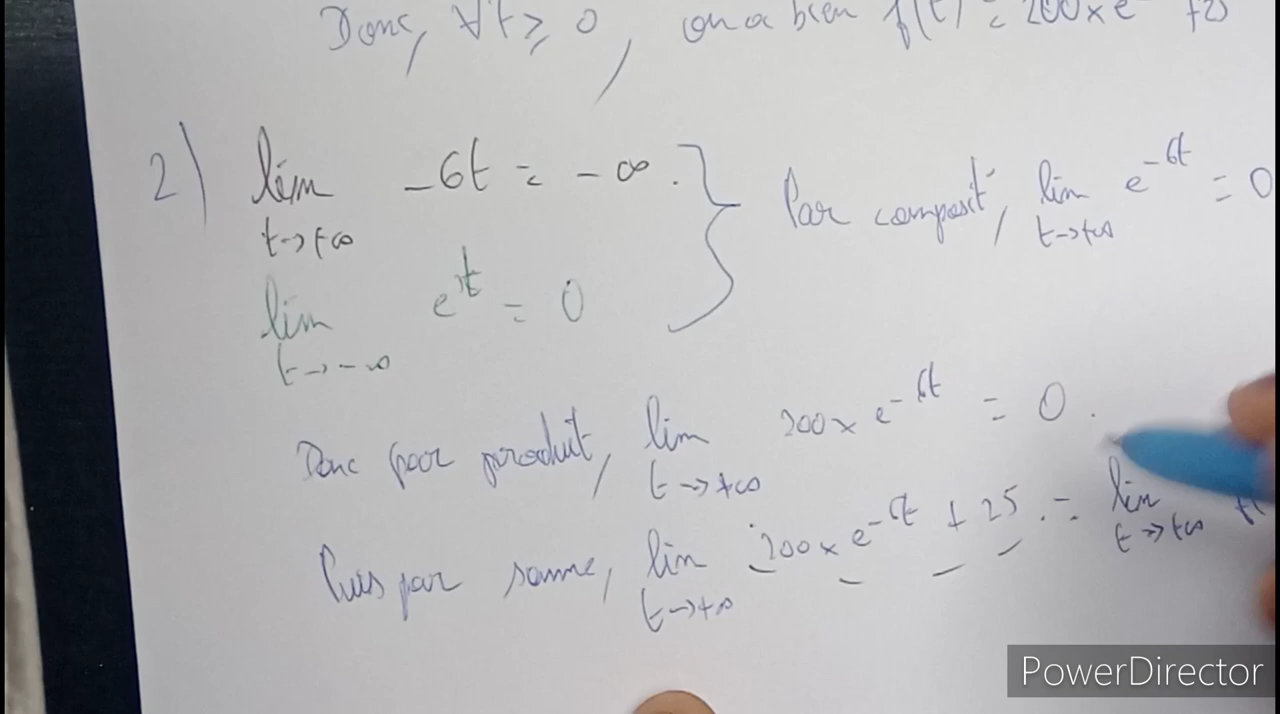 Donc, ∀t ≥ 0, on a bien f(t) = 200×e +25
2) lim -6t = -∞.
t→+∞
lim e^t = 0
t→-∞
Par composit°, lim e^-6t = 0
t→+∞
Donc par produit, lim 200×e^-6t = 0.
t→+∞
Puis par somme, lim 200×e^-6t + 25 = lim f(
t→+∞ t→+∞
PowerDirector